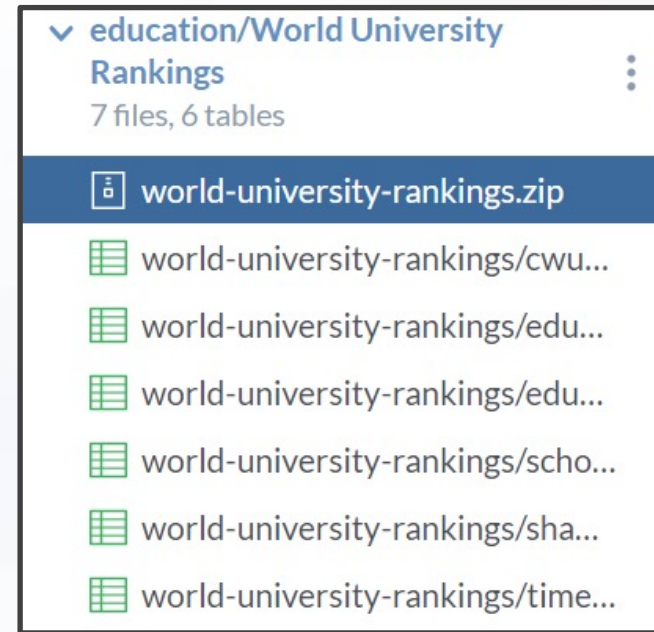 education/World University
Rankings
7 files, 6 tables
world-university-rankings.zip
world-university-rankings/cwu...
world-university-rankings/edu...
world-university-rankings/edu...
world-university-rankings/scho...
world-university-rankings/sha...
world-university-rankings/time...